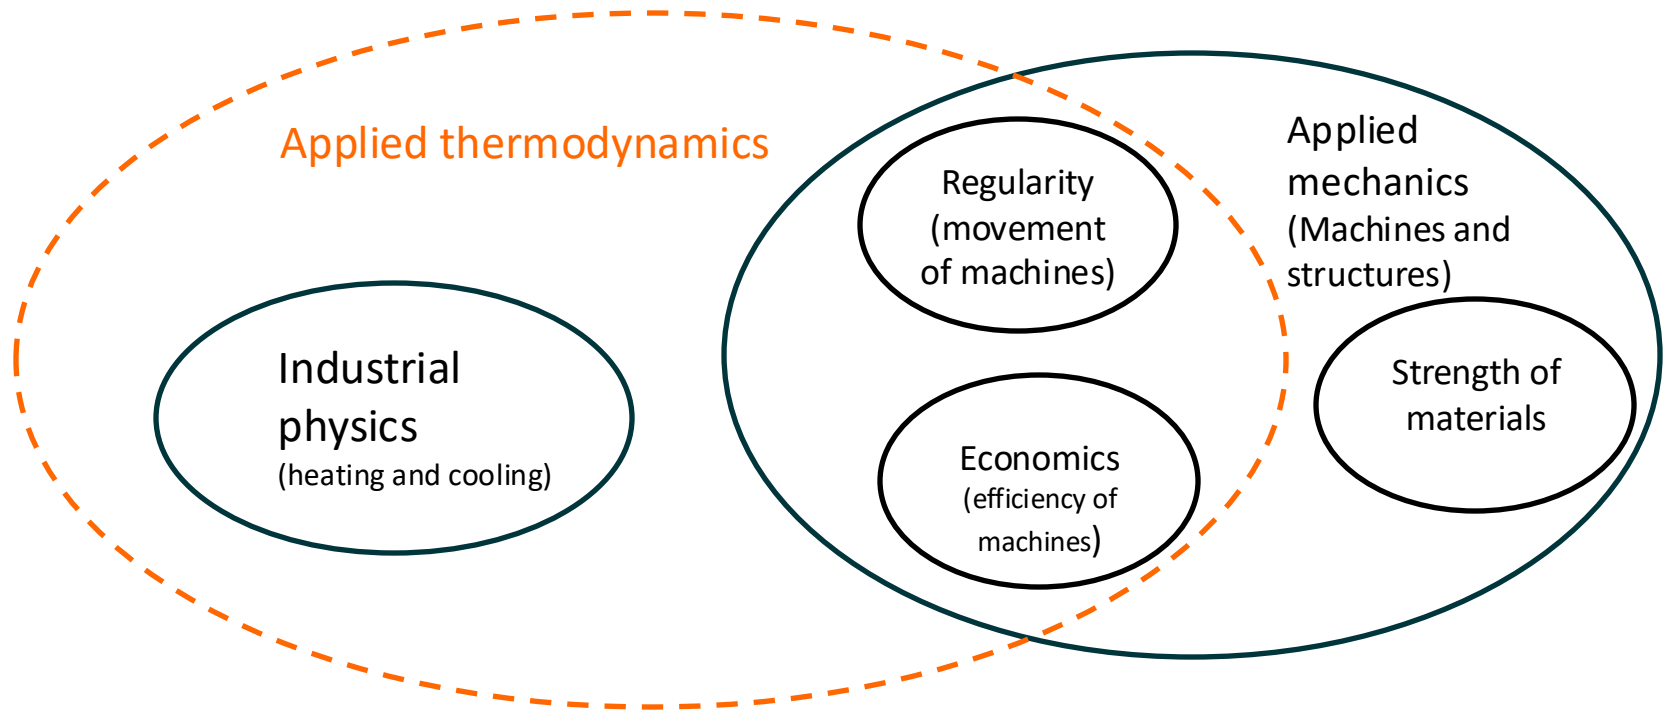 Applied thermodynamics
Industrial
physics
(heating and cooling)
Regularity
(movement
of machines)
Economics
(efficiency of
machines)
Applied
mechanics
(Machines and
structures)
Strength of
materials